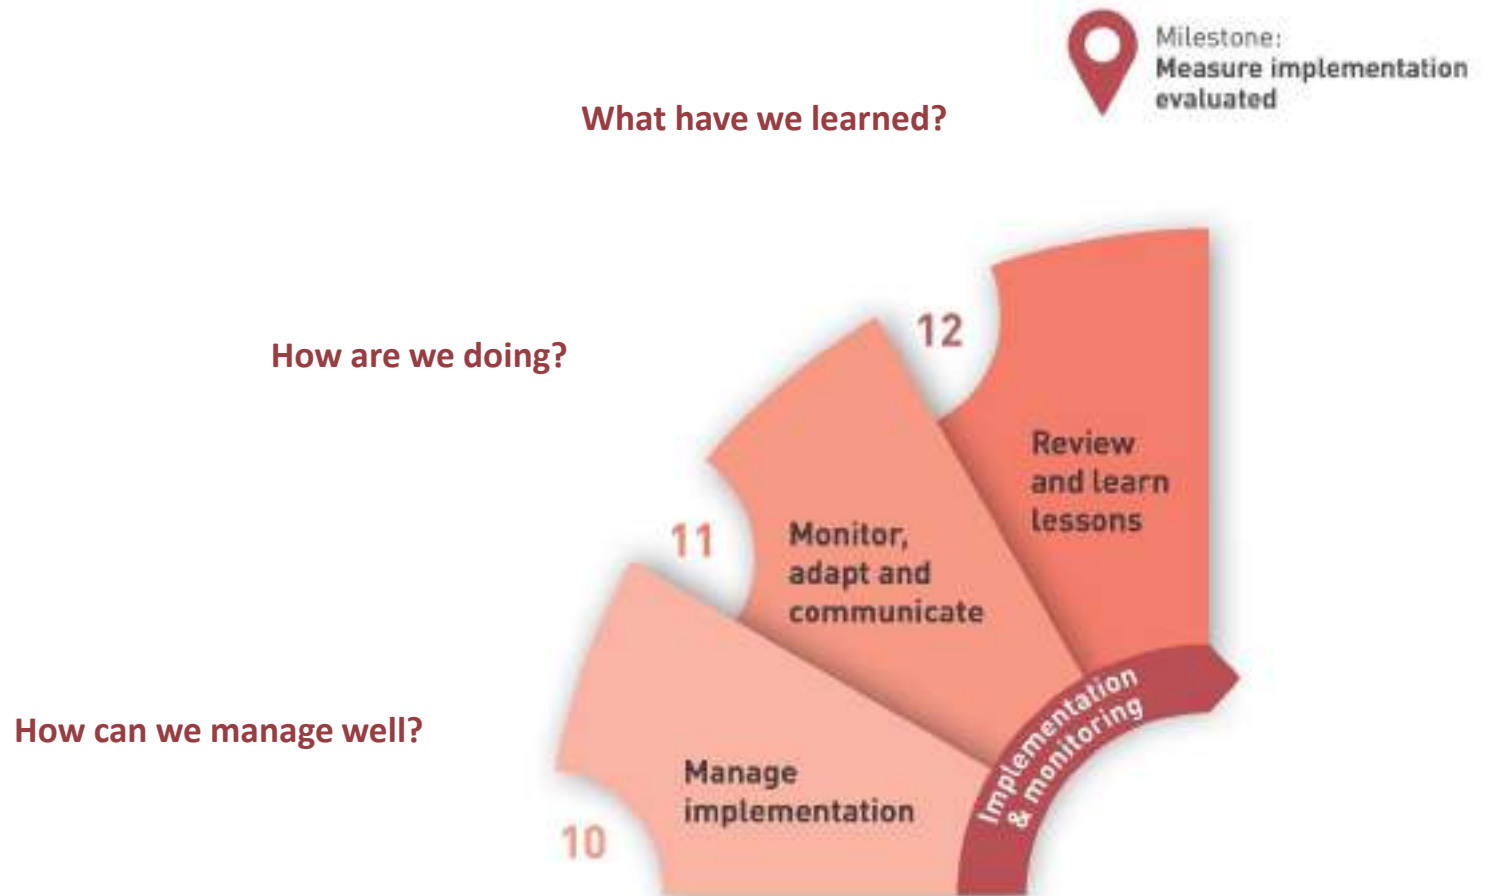 Milestone:
Measure implementation
evaluated
What have we learned?
12
How are we doing?
Review
and learn
lessons
11
Monitor,
adapt and
communicate
Implementation
& monitoring
How can we manage well?
Manage
implementation
10